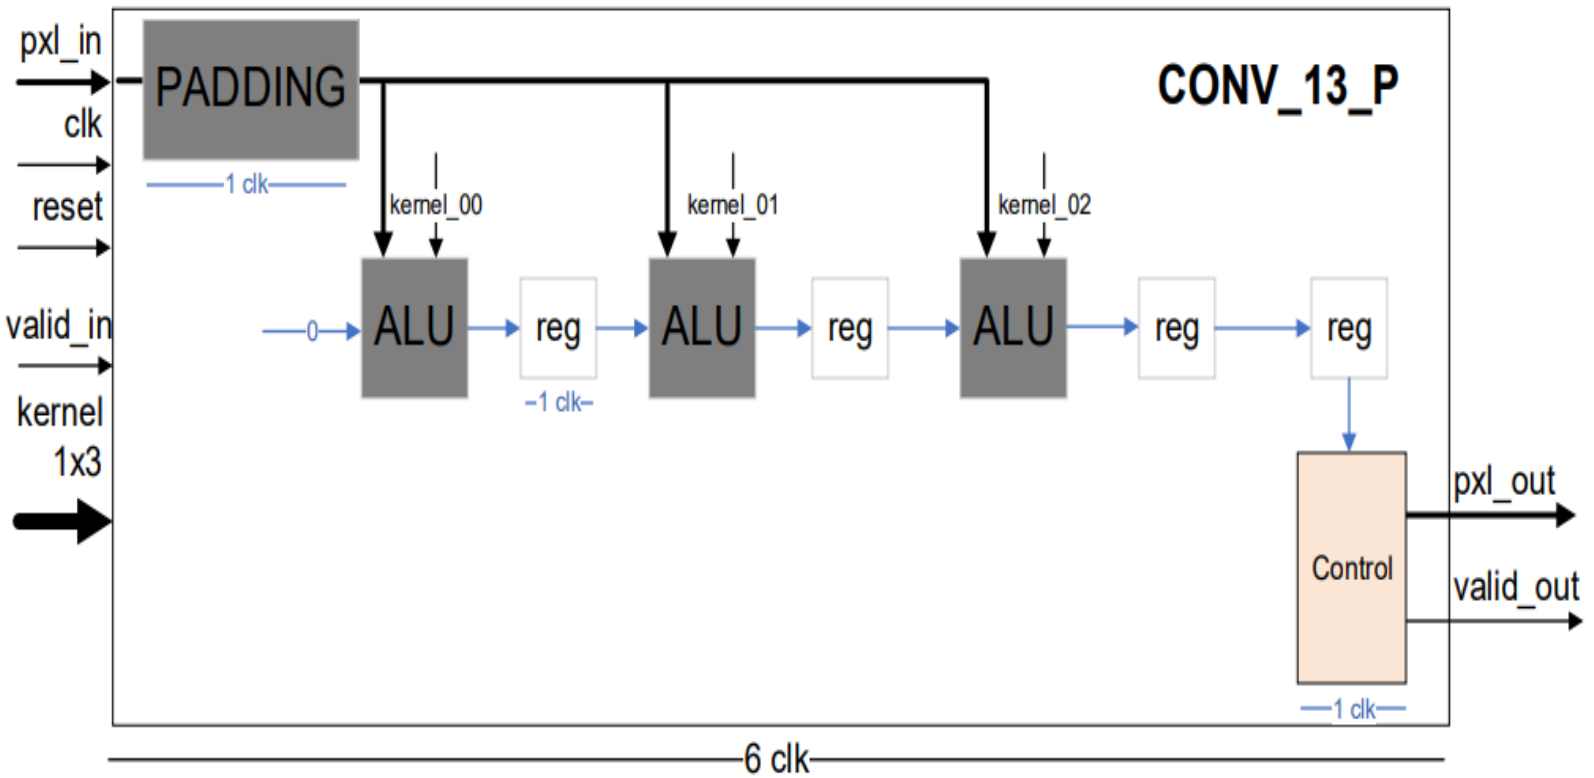 pxl_in
PADDING
CONV_13_P
clk
1 clk
reset
kernel_00
kernel_01
kernel_02
valid_in
0
ALU
reg
ALU
reg
ALU
reg
reg
1 clk
kernel
1x3
pxl_out
Control
valid_out
1 clk
6 clk